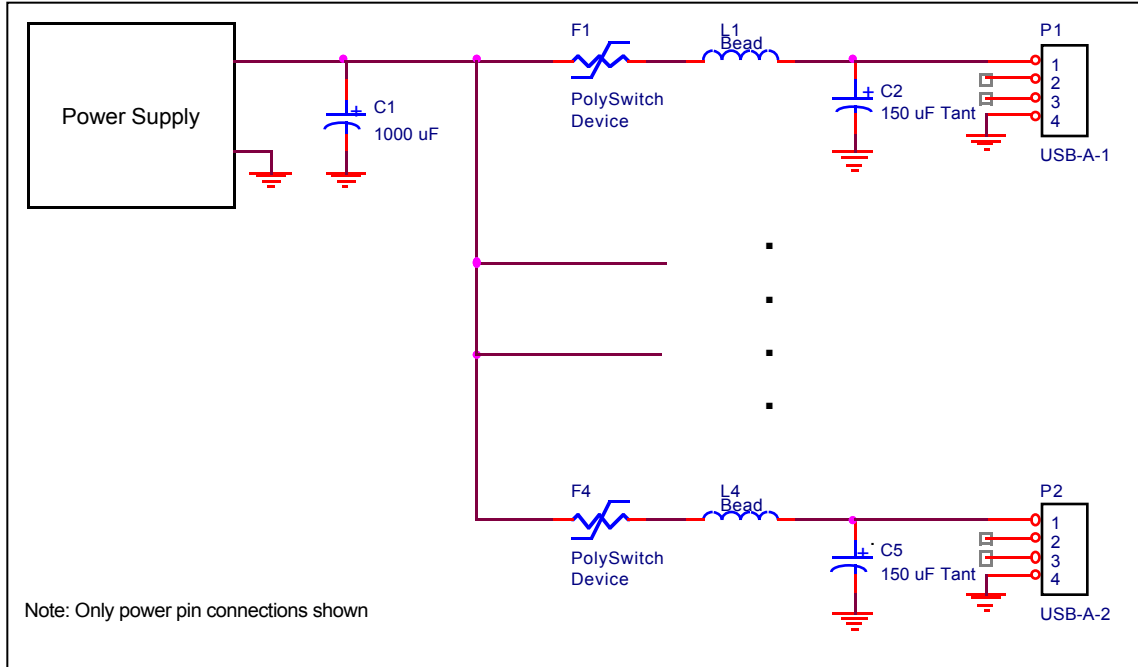 F1
L1
Bead
P1
Power Supply
C1
1000 uF
PolySwitch
Device
C2
150 uF Tant
1
2
3
4
USB-A-1
F4
L4
Bead
P2
PolySwitch
Device
C5
150 uF Tant
1
2
3
4
USB-A-2
Note: Only power pin connections shown